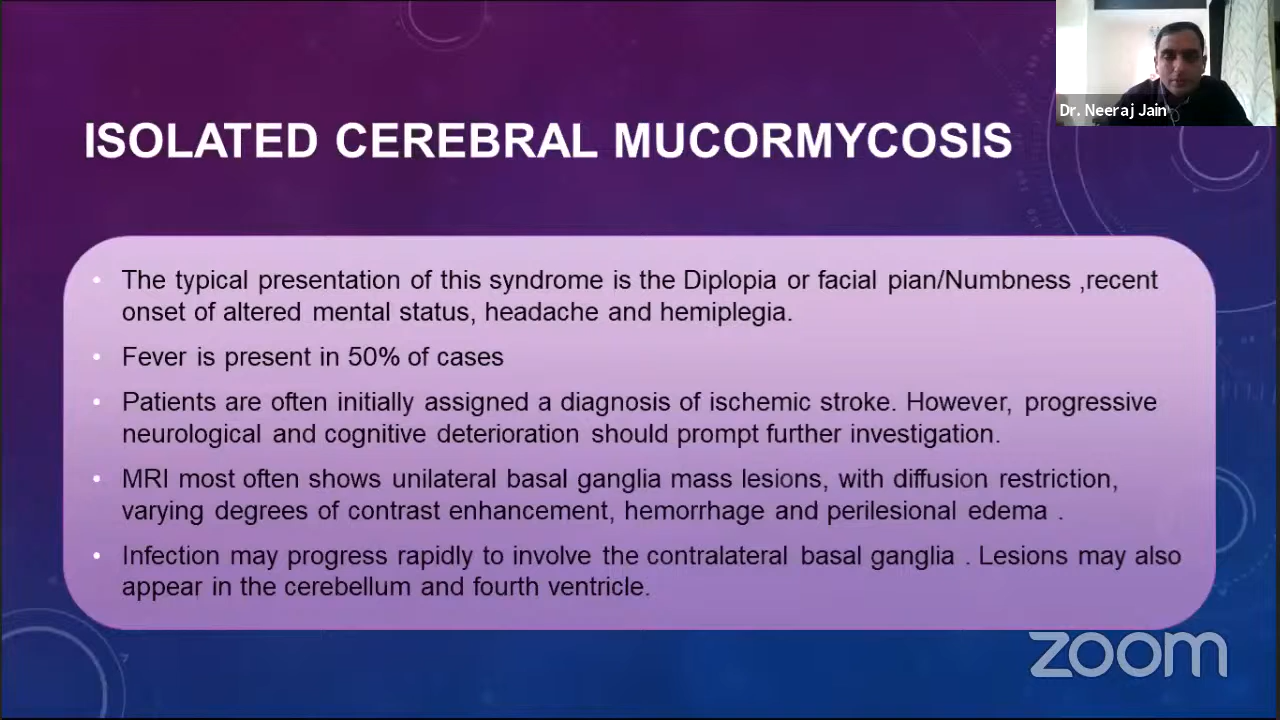 Dr. Neeraj Jain
ISOLATED CEREBRAL MUCORMYCOSIS
• The typical presentation of this syndrome is the Diplopia or facial pian/Numbness ,recent
onset of altered mental status, headache and hemiplegia.
• Fever is present in 50% of cases
• Patients are often initially assigned a diagnosis of ischemic stroke. However, progressive
neurological and cognitive deterioration should prompt further investigation.
• MRI most often shows unilateral basal ganglia mass lesions, with diffusion restriction,
varying degrees of contrast enhancement, hemorrhage and perilesional edema .
• Infection may progress rapidly to involve the contralateral basal ganglia . Lesions may also
appear in the cerebellum and fourth ventricle.
zoom